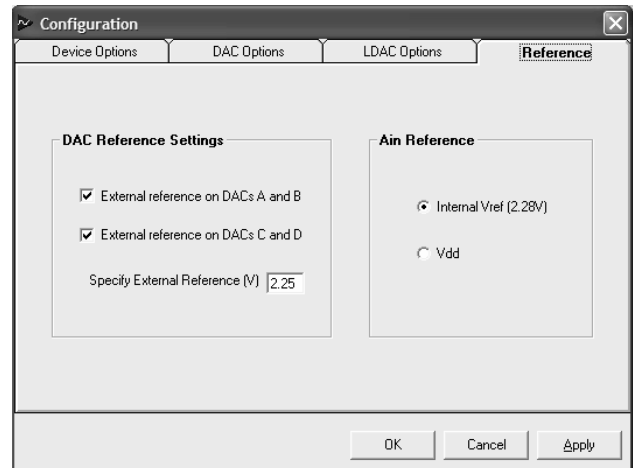 Configuration
Device Options
DAC Options
LDAC Options
Reference
DAC Reference Settings
External reference on DACs A and B
External reference on DACs C and D
Specify External Reference (V) 2.25
Ain Reference
Internal Vref (2.28V)
Vdd
OK
Cancel
Apply